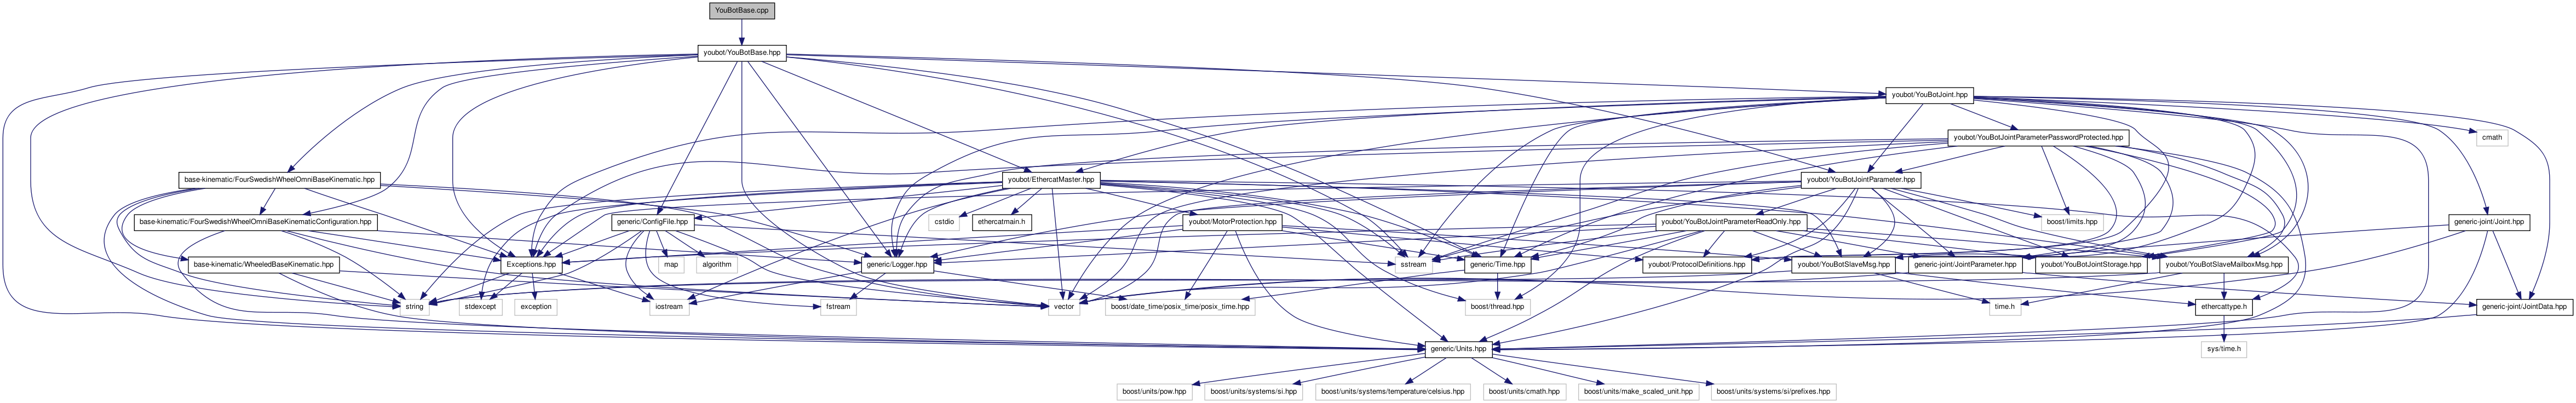 YouBotBase.cpp
youbot/YouBotBase.hpp
youbot/YouBotJoint.hpp
youbot/YouBotJointParameterPasswordProtected.hpp
cmath
base-kinematic/FourSwedishWheelOmniBaseKinematic.hpp
youbot/EthercatMaster.hpp
youbot/YouBotJointParameter.hpp
base-kinematic/FourSwedishWheelOmniBaseKinematicConfiguration.hpp
generic/ConfigFile.hpp
cstdio
ethercatmain.h
youbot/MotorProtection.hpp
youbot/YouBotJointParameterReadOnly.hpp
boost/limits.hpp
generic-joint/Joint.hpp
base-kinematic/WheeledBaseKinematic.hpp
Exceptions.hpp
map
algorithm
generic/Logger.hpp
sstream
generic/Time.hpp
youbot/ProtocolDefinitions.hpp
youbot/YouBotSlaveMsg.hpp
generic-joint/JointParameter.hpp
youbot/YouBotJointStorage.hpp
youbot/YouBotSlaveMailboxMsg.hpp
string
stdexcept
exception
iostream
fstream
vector
boost/date_time/posix_time/posix_time.hpp
boost/thread.hpp
time.h
ethercattype.h
generic-joint/JointData.hpp
generic/Units.hpp
sys/time.h
boost/units/pow.hpp
boost/units/systems/si.hpp
boost/units/systems/temperature/celsius.hpp
boost/units/cmath.hpp
boost/units/make_scaled_unit.hpp
boost/units/systems/si/prefixes.hpp